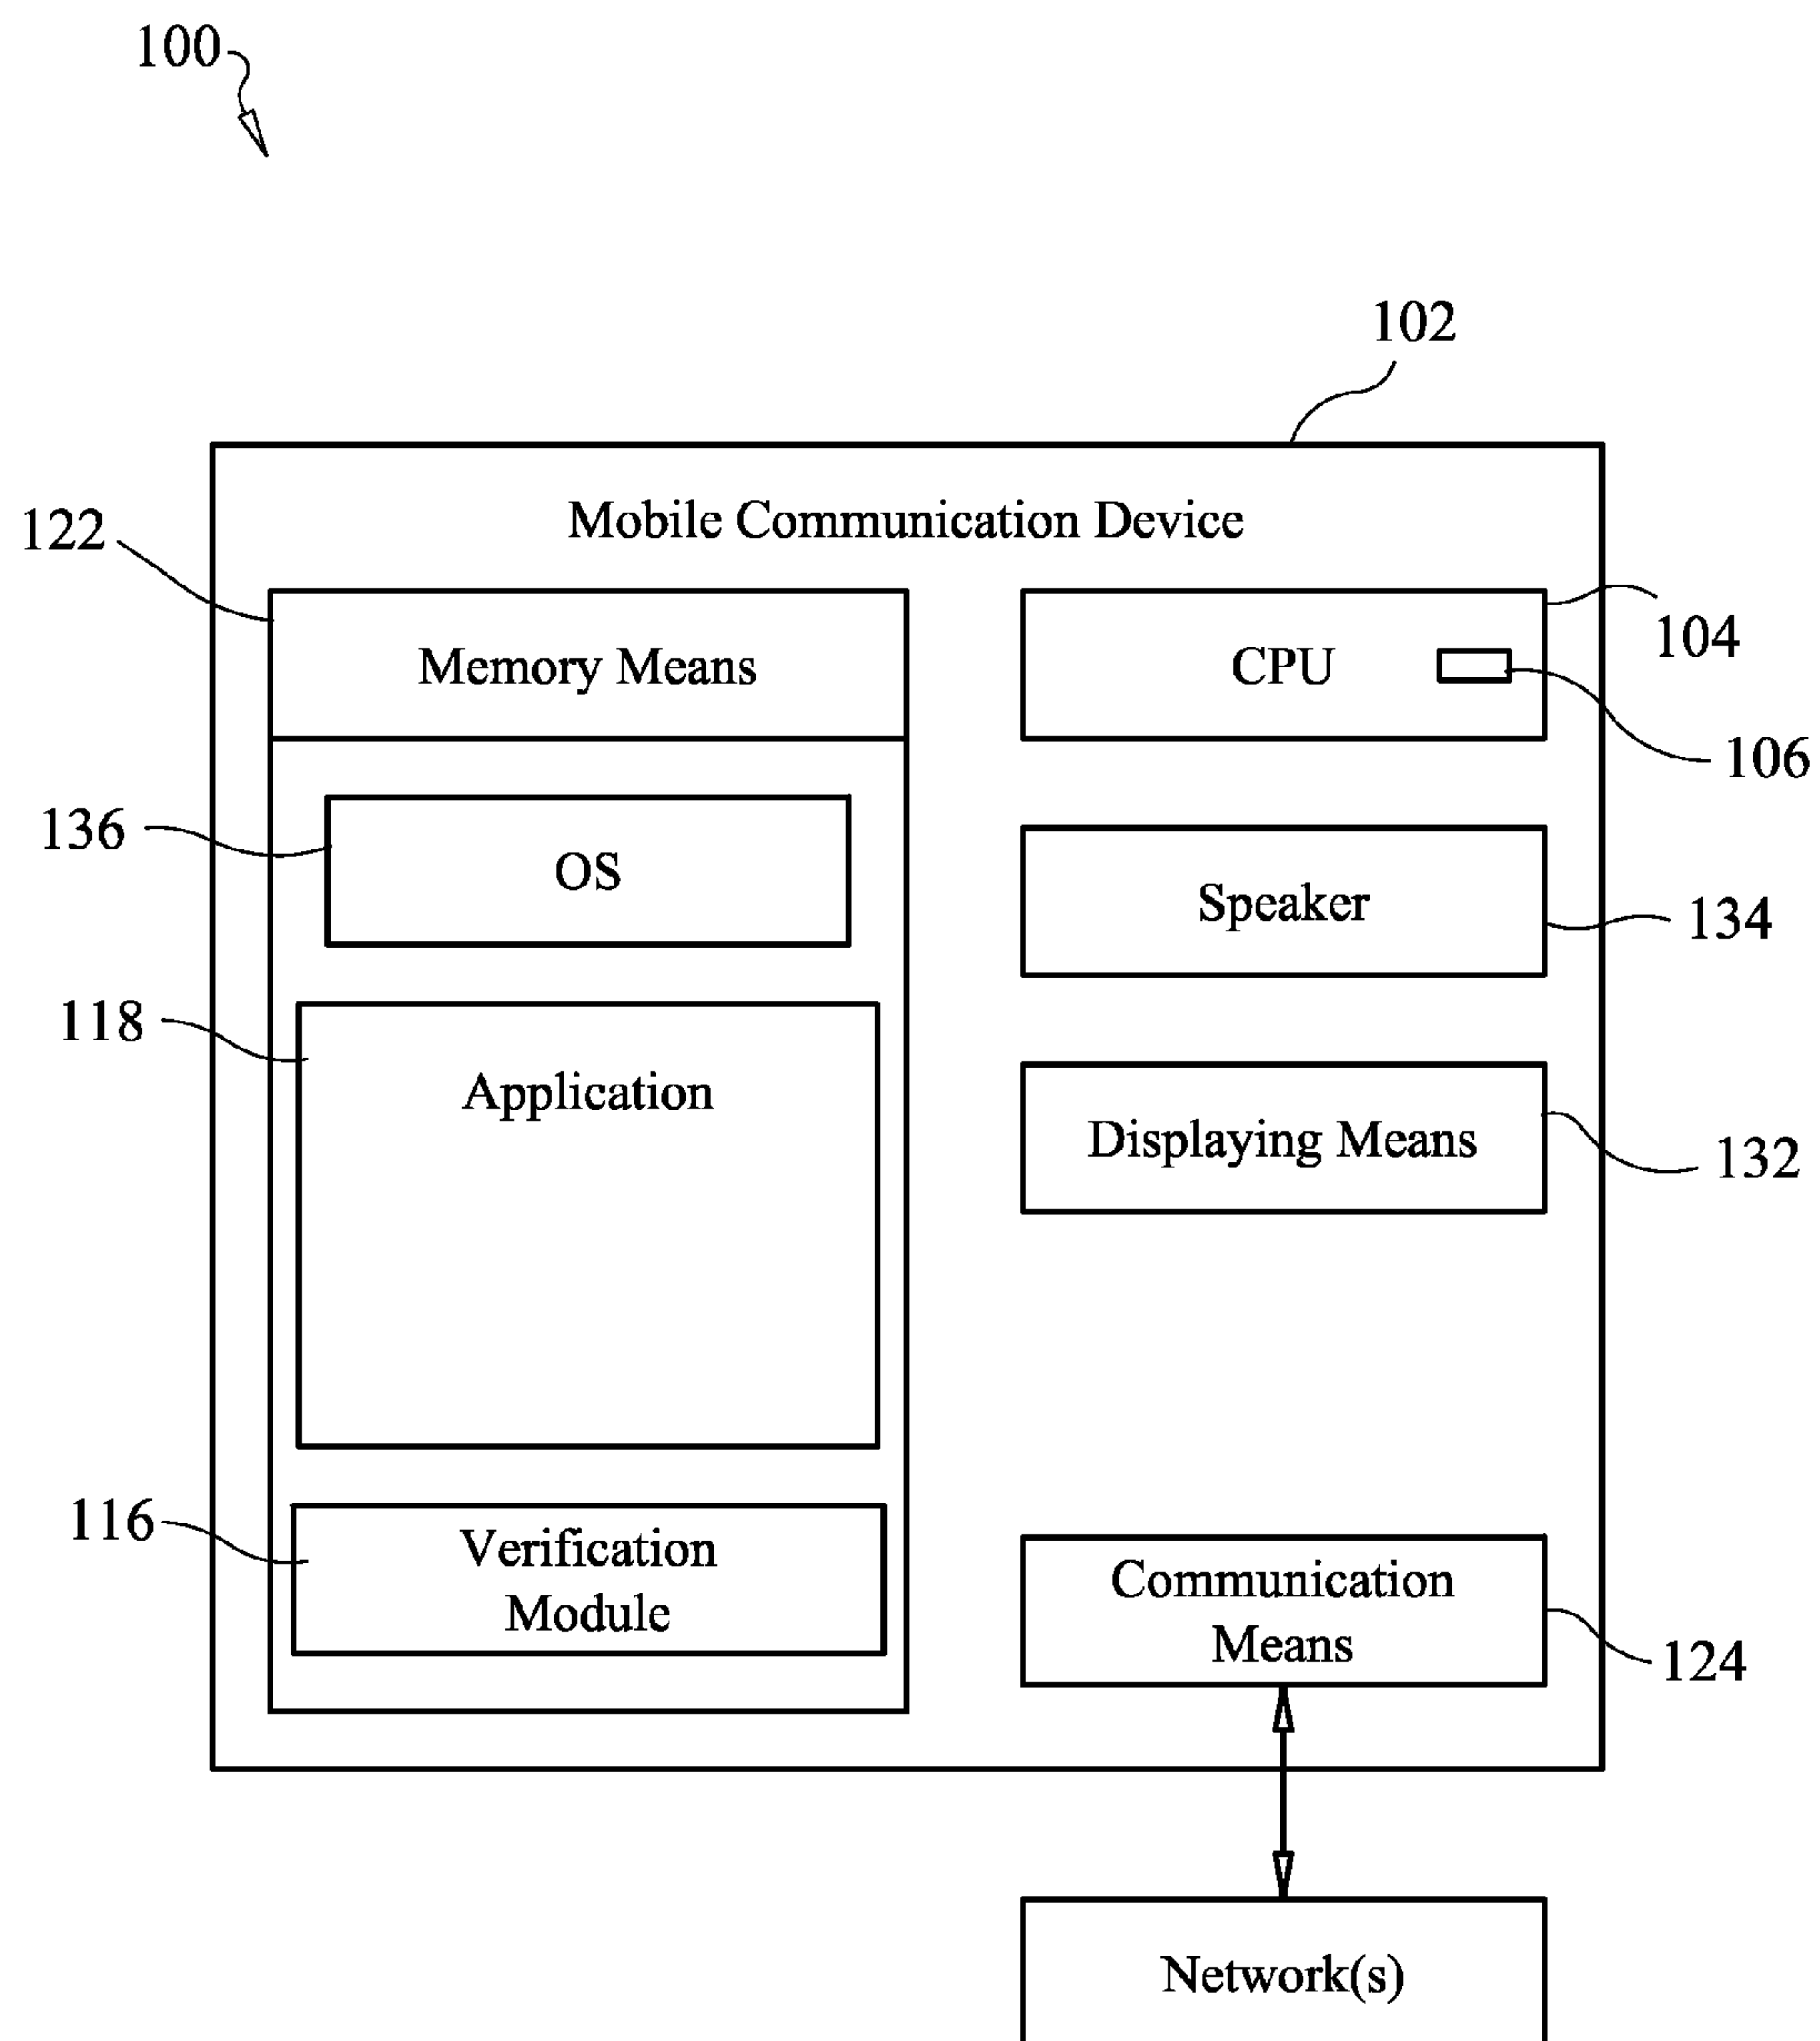 100
102
Mobile Communication Device
122
Memory Means
CPU
104
106
136
OS
Speaker
134
118
Application
Displaying Means
132
116
Verification
Module
Communication
Means
124
Network(s)